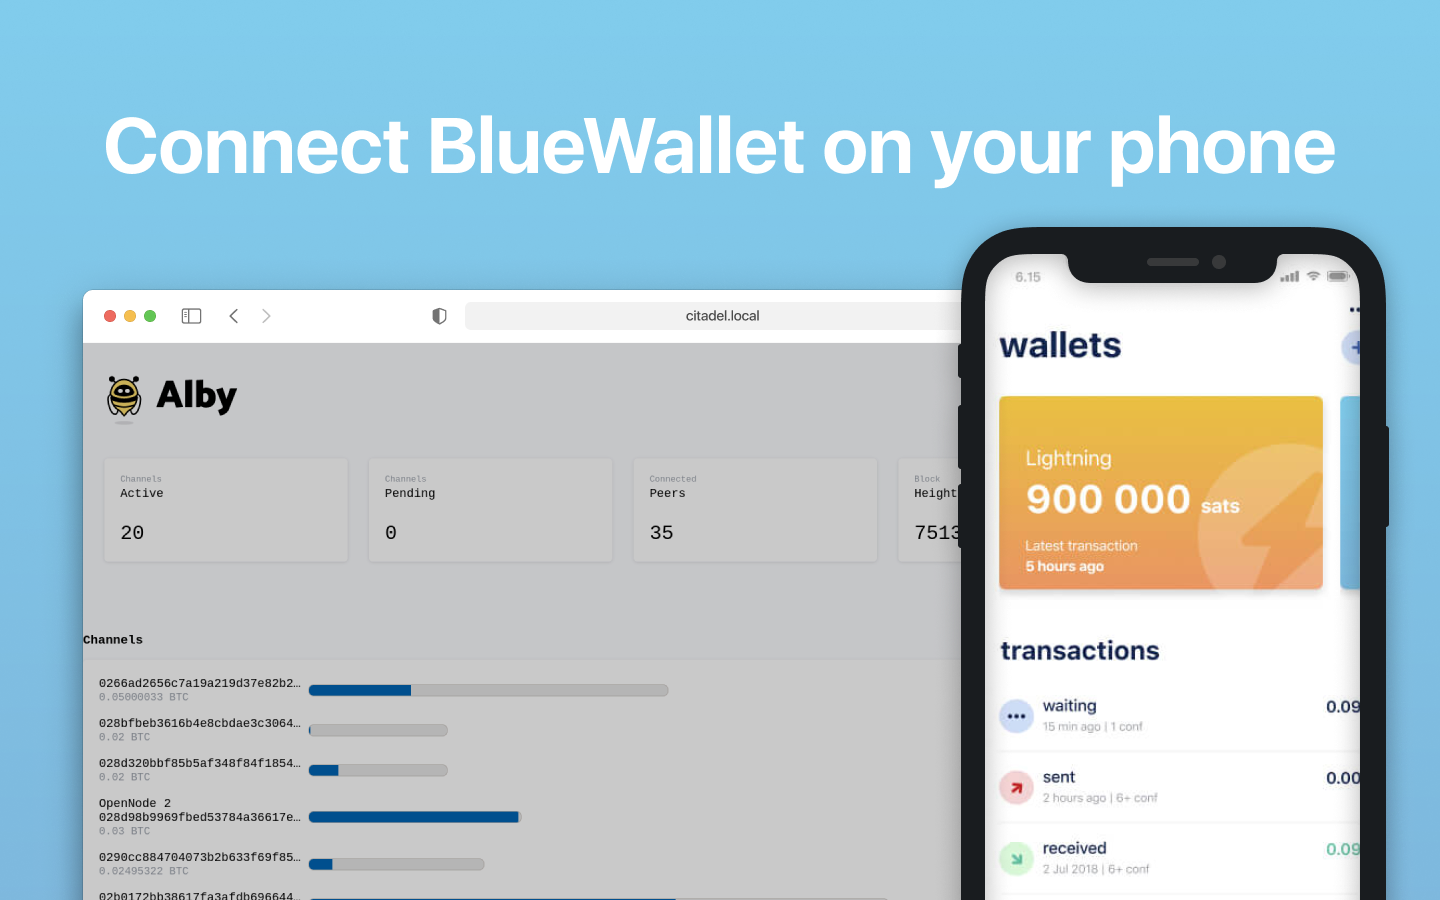 Connect BlueWallet on your phone
citadel.local
Alby
Channels
Active
20
Channels
Pending
0
Connected
Peers
35
Block
Height
7513
Channels
0266ad2656c7a19a219d37e82b2…
0.05000033 BTC
028bfbeb3616b4e8cbdae3c3064…
0.02 BTC
028d320bbf85b5af348f84f1854…
0.02 BTC
OpenNode 2
028d98b9969fbed53784a36617e…
0.03 BTC
0290cc884704073b2b633f69f85…
0.02495322 BTC
02b0172bb38617fa3afdb696644…
6.15
wallets
Lightning
900 000 sats
Latest transaction
5 hours ago
transactions
waiting 0.09
15 min ago | 1 conf
sent 0.00
2 hours ago | 6+ conf
received 0.09
2 Jul 2018 | 6+ conf